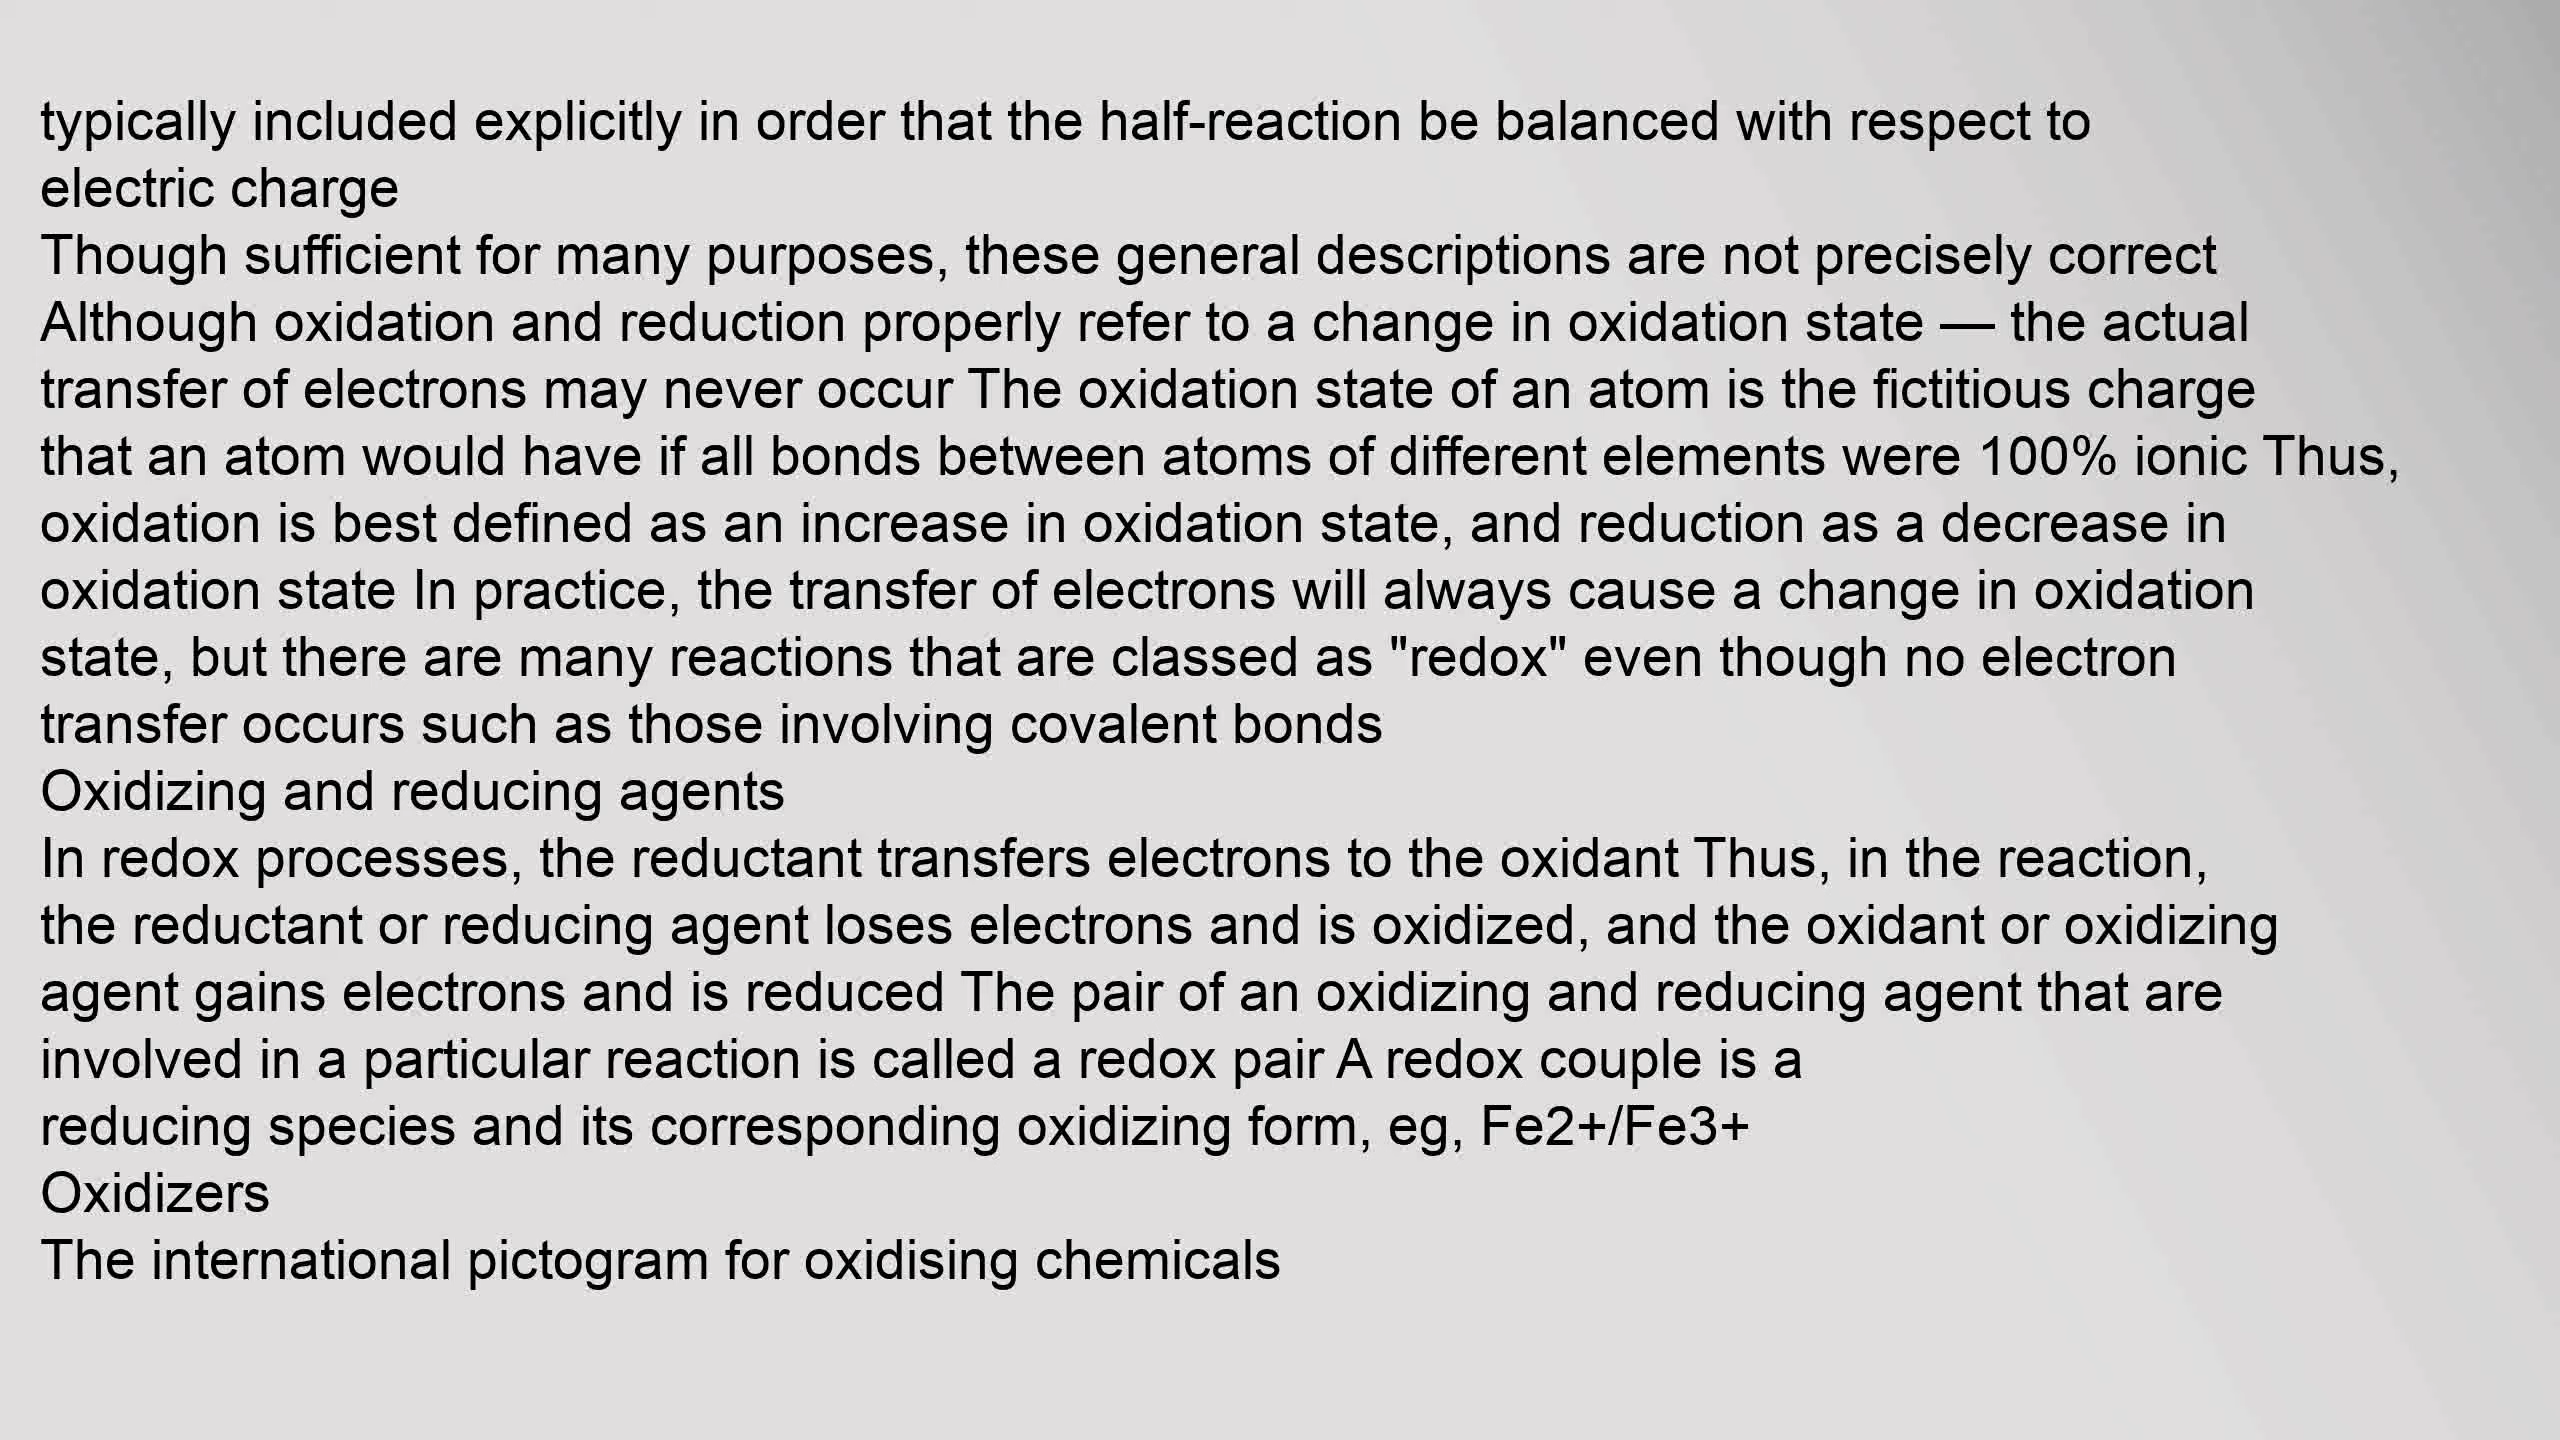 typically included explicitly in order that the half-reaction be balanced with respect to
electric charge
Though sufficient for many purposes, these general descriptions are not precisely correct
Although oxidation and reduction properly refer to a change in oxidation state — the actual
transfer of electrons may never occur The oxidation state of an atom is the fictitious charge
that an atom would have if all bonds between atoms of different elements were 100% ionic Thus,
oxidation is best defined as an increase in oxidation state, and reduction as a decrease in
oxidation state In practice, the transfer of electrons will always cause a change in oxidation
state, but there are many reactions that are classed as "redox" even though no electron
transfer occurs such as those involving covalent bonds
Oxidizing and reducing agents
In redox processes, the reductant transfers electrons to the oxidant Thus, in the reaction,
the reductant or reducing agent loses electrons and is oxidized, and the oxidant or oxidizing
agent gains electrons and is reduced The pair of an oxidizing and reducing agent that are
involved in a particular reaction is called a redox pair A redox couple is a
reducing species and its corresponding oxidizing form, eg, Fe2+/Fe3+
Oxidizers
The international pictogram for oxidising chemicals